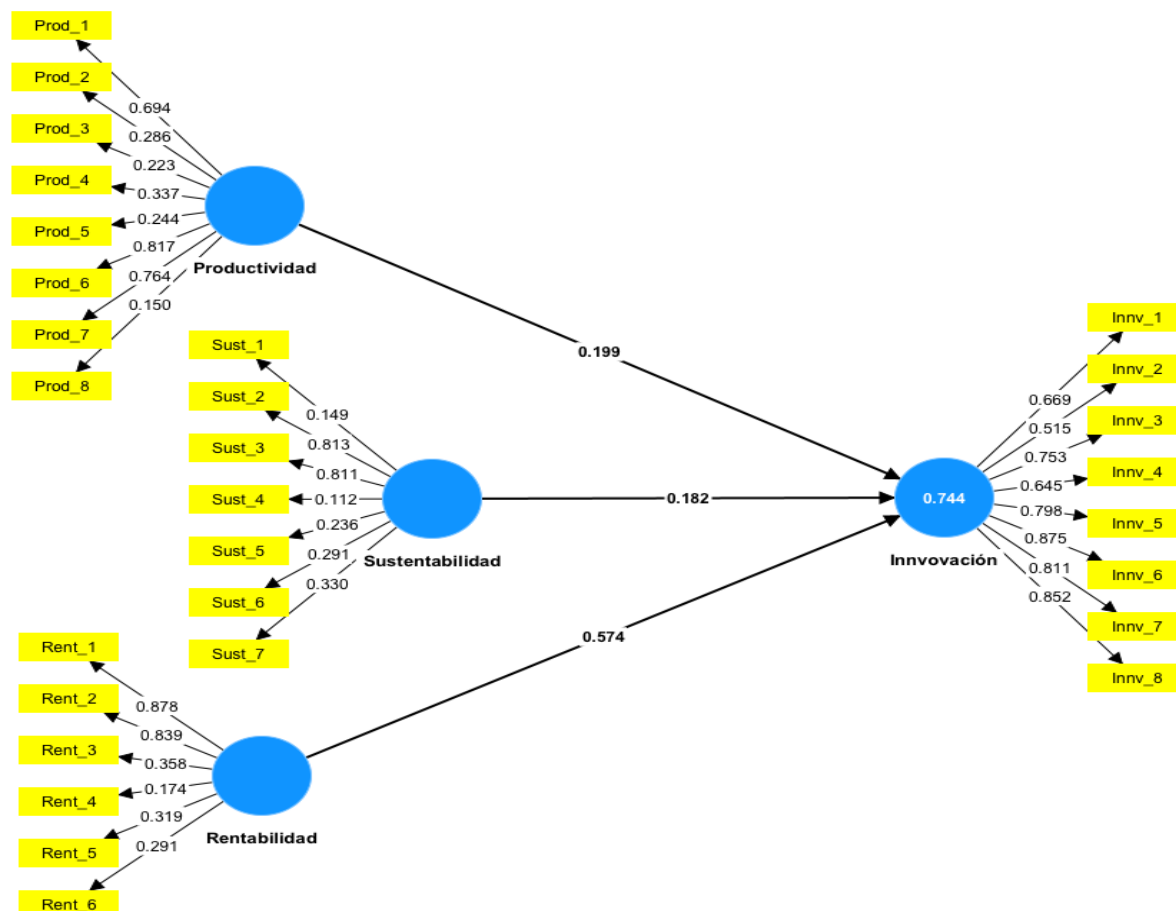 Prod_1
Prod_2
Prod_3
Prod_4
Prod_5
Prod_6
Prod_7
Prod_8
0.694
0.286
0.223
0.337
0.244
0.817
0.764
0.150
Productividad
0.199
Sust_1
Sust_2
Sust_3
Sust_4
Sust_5
Sust_6
Sust_7
0.149
0.813
0.811
0.112
0.236
0.291
0.330
Sustentabilidad
0.182
Rent_1
Rent_2
Rent_3
Rent_4
Rent_5
Rent_6
0.878
0.839
0.358
0.174
0.319
0.291
Rentabilidad
0.574
0.744
Innvovación
0.669
0.515
0.753
0.645
0.798
0.875
0.811
0.852
Innv_1
Innv_2
Innv_3
Innv_4
Innv_5
Innv_6
Innv_7
Innv_8